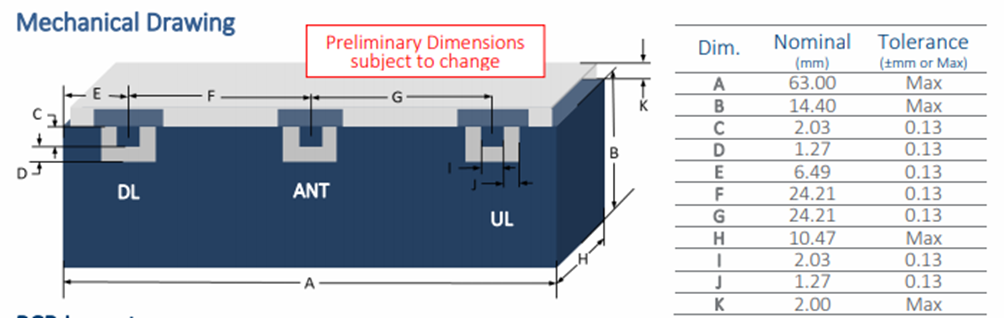 Mechanical Drawing
Preliminary Dimensions
subject to change
E
F
G
C
K
D
I
J
B
DL
ANT
UL
H
A
Dim. Nominal Tolerance
(mm) (±mm or Max)
A 63.00 Max
B 14.40 Max
C 2.03 0.13
D 1.27 0.13
E 6.49 0.13
F 24.21 0.13
G 24.21 0.13
H 10.47 Max
I 2.03 0.13
J 1.27 0.13
K 2.00 Max